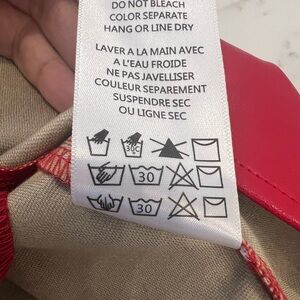 DO NOT BLEACH
COLOR SEPARATE
HANG OR LINE DRY
LAVER A LA MAIN AVEC
A L'EAU FROIDE
NE PAS JAVELLISER
COULEUR SEPAREMENT
SUSPENDRE SEC
OU LIGNE SEC
30C
30
30